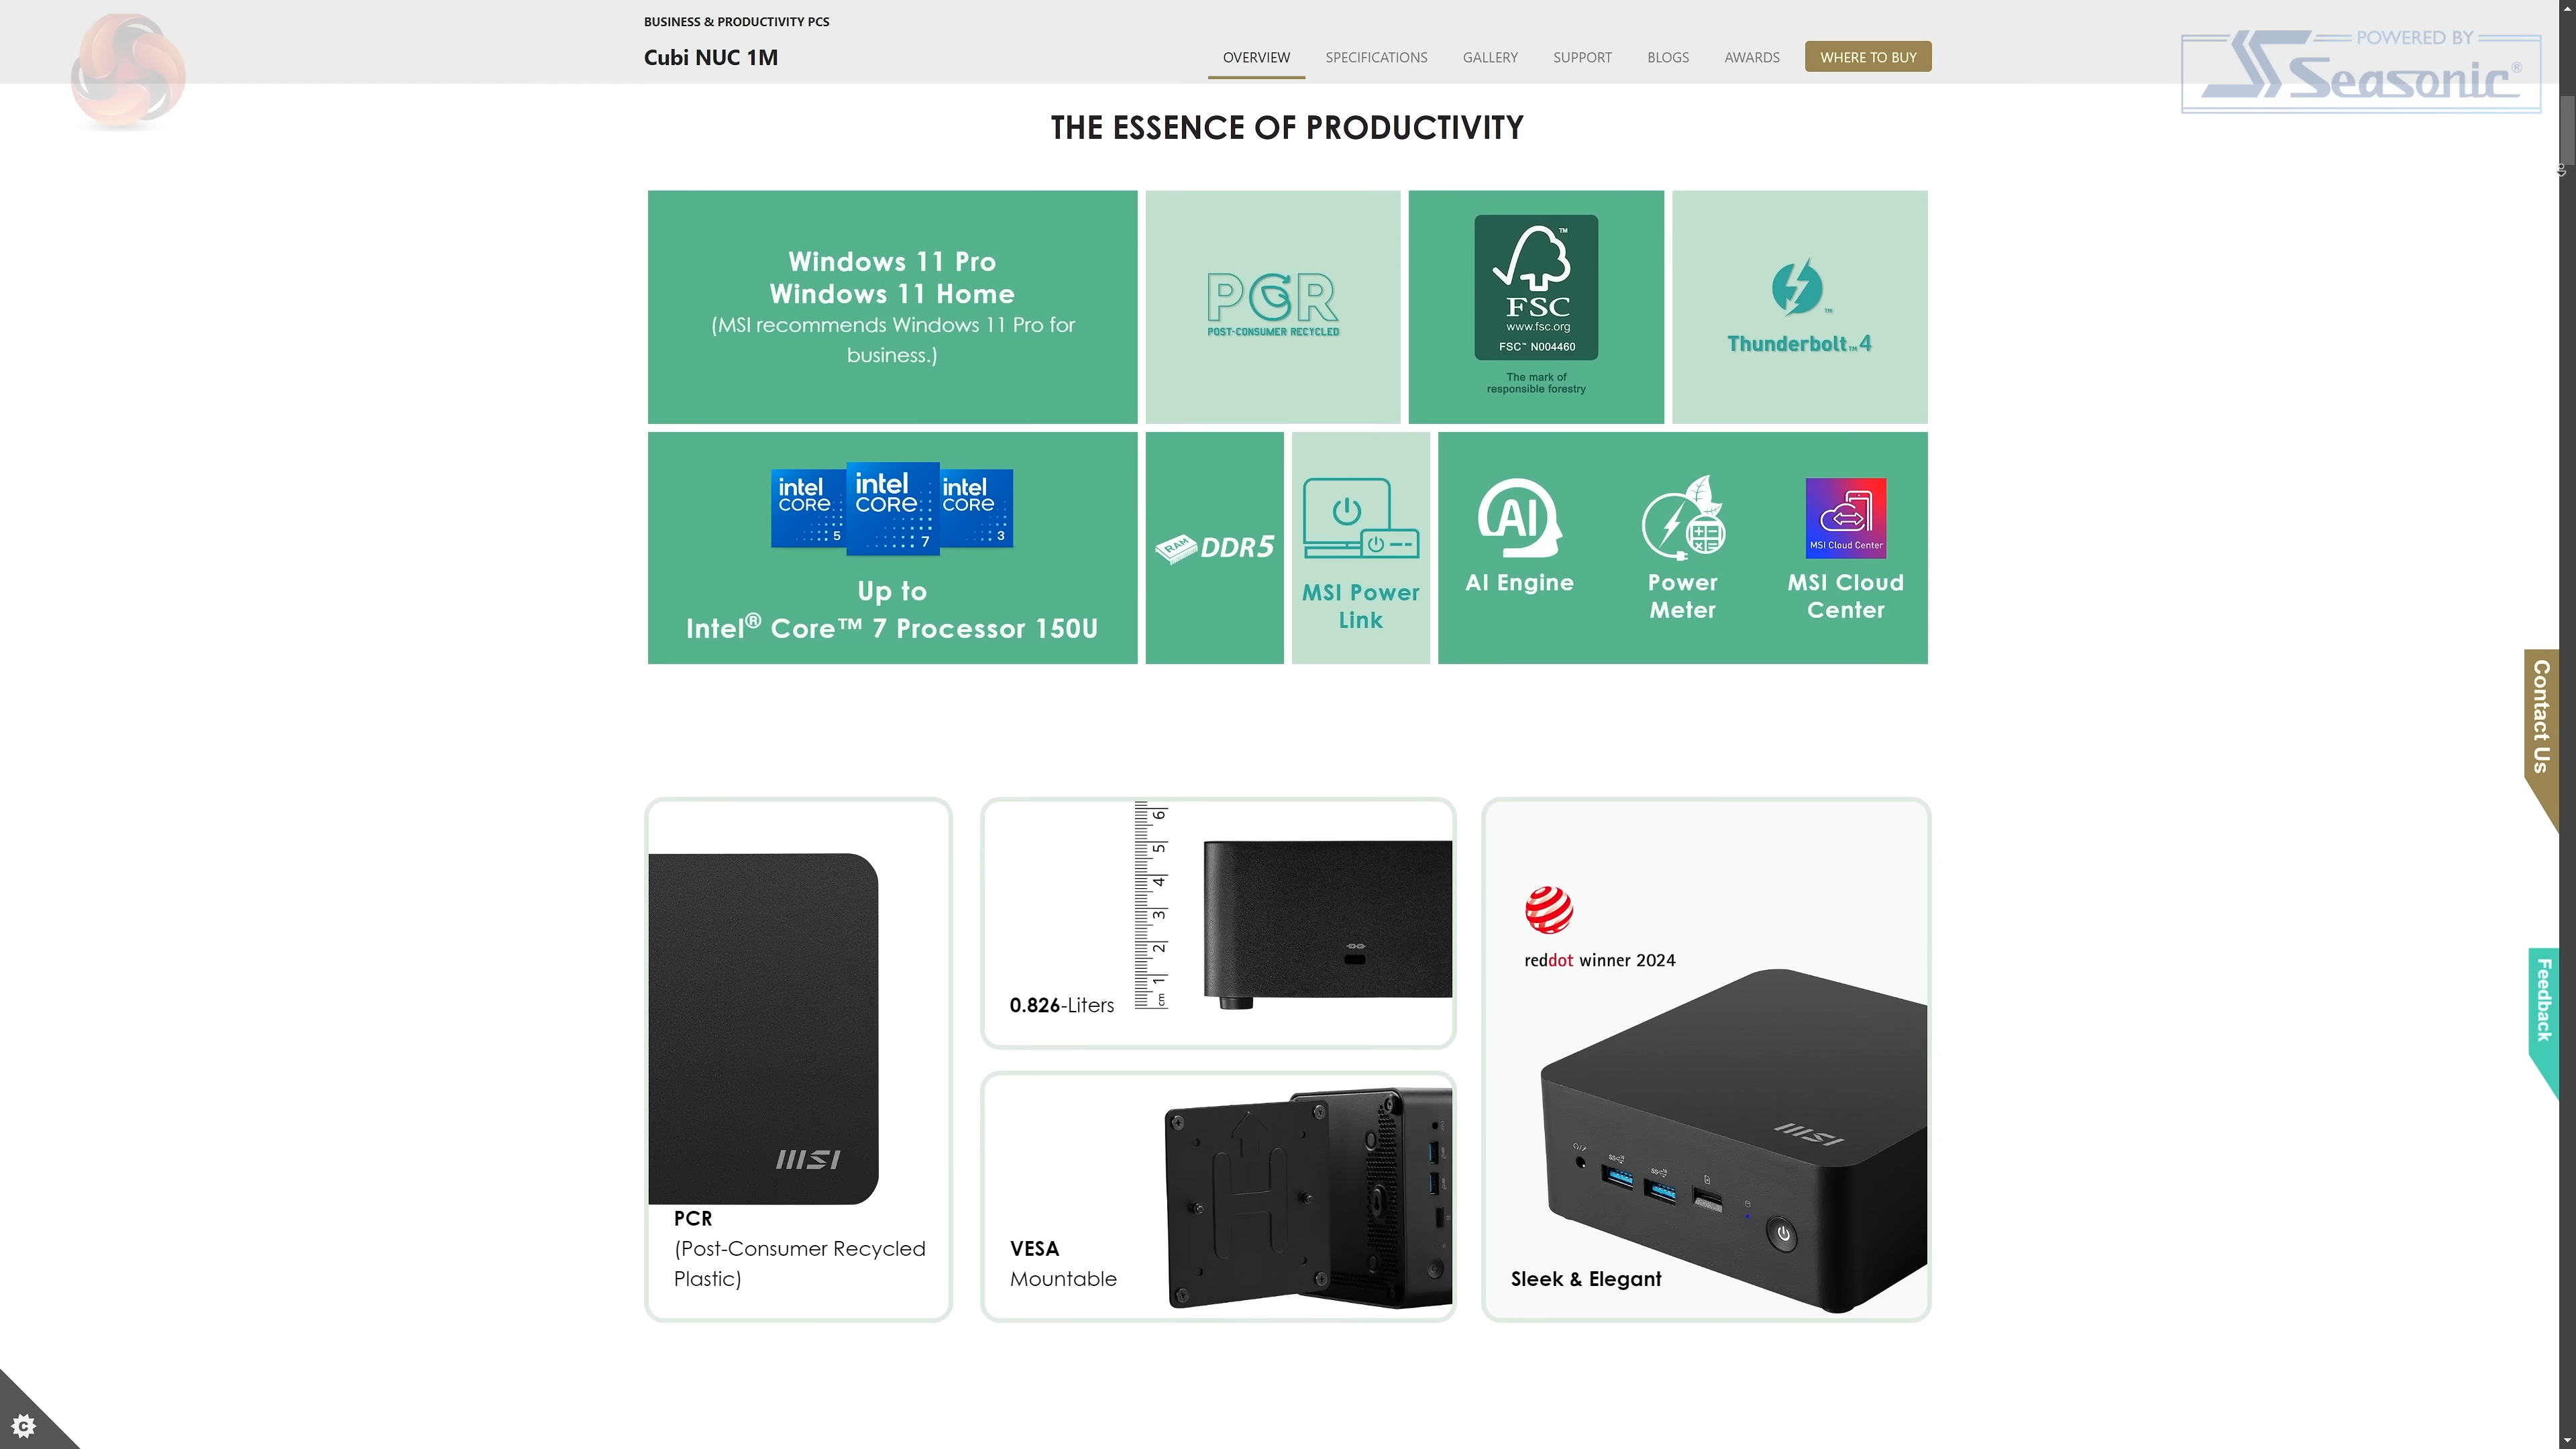 BUSINESS & PRODUCTIVITY PCS
Cubi NUC 1M
OVERVIEW
SPECIFICATIONS
GALLERY
SUPPORT
BLOGS
AWARDS
WHERE TO BUY
POWERED BY
Seasonic®
THE ESSENCE OF PRODUCTIVITY
Windows 11 Pro
Windows 11 Home
(MSI recommends Windows 11 Pro for
business.)
PCR
POST-CONSUMER RECYCLED
FSC
www.fsc.org
FSC™ N004460
The mark of
responsible forestry
Thunderbolt™4
intel CORE 5
intel CORE 7
intel CORE 3
Up to
Intel® Core™ 7 Processor 150U
RAM DDR5
MSI Power
Link
AI
AI Engine
Power
Meter
MSI Cloud Center
MSI Cloud
Center
Contact Us
Feedback
msi
PCR
(Post-Consumer Recycled
Plastic)
6
5
4
3
2
1
cm
0.826-Liters
VESA
Mountable
reddot winner 2024
msi
Sleek & Elegant